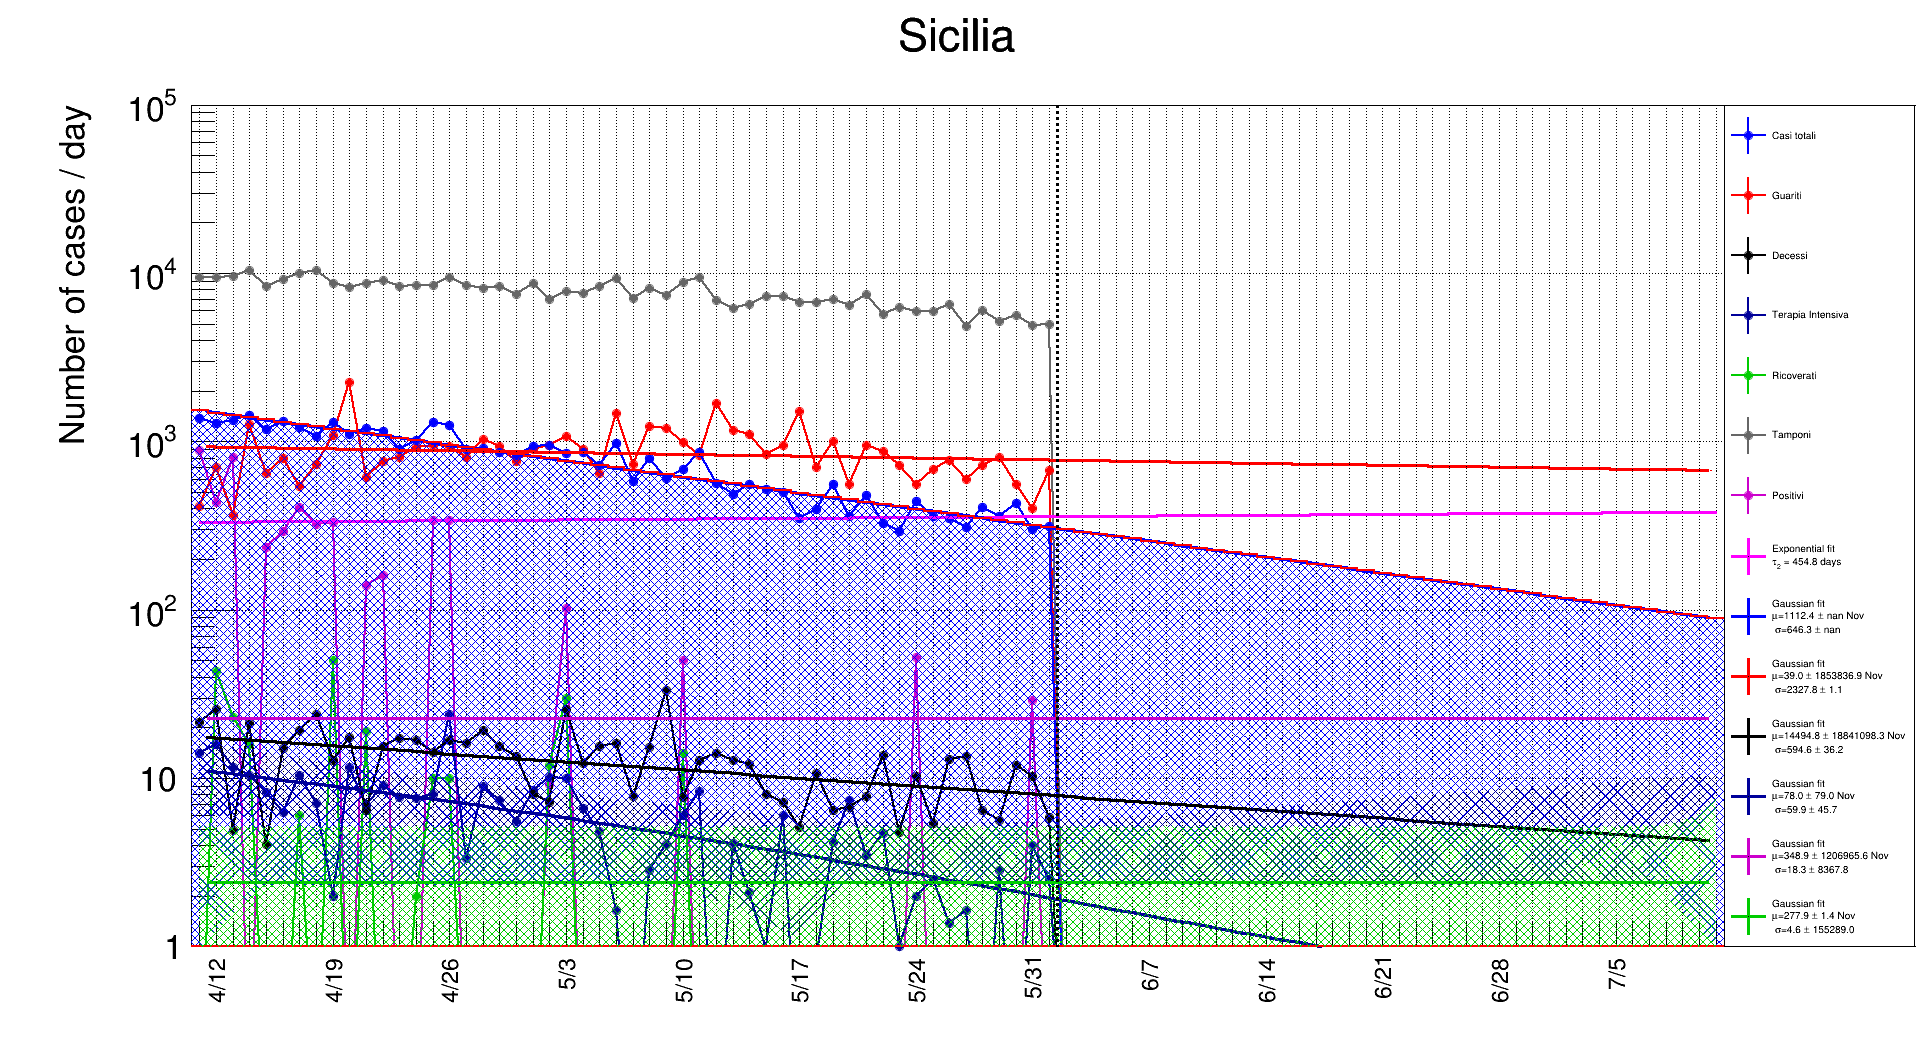 Sicilia
Number of cases / day
10^5
10^4
10^3
10^2
10
1
4/12
4/19
4/26
5/3
5/10
5/17
5/24
5/31
6/7
6/14
6/21
6/28
7/5
Casi totali
Guariti
Decessi
Terapia Intensiva
Ricoverati
Tamponi
Positivi
Exponential fit
τ₂ = 454.8 days
Gaussian fit
μ=1112.4 ± nan Nov
σ=646.3 ± nan
Gaussian fit
μ=39.0 ± 1853836.9 Nov
σ=2327.8 ± 1.1
Gaussian fit
μ=14494.8 ± 18841098.3 Nov
σ=594.6 ± 36.2
Gaussian fit
μ=78.0 ± 79.0 Nov
σ=59.9 ± 45.7
Gaussian fit
μ=348.9 ± 1206965.6 Nov
σ=18.3 ± 8367.8
Gaussian fit
μ=277.9 ± 1.4 Nov
σ=4.6 ± 155289.0